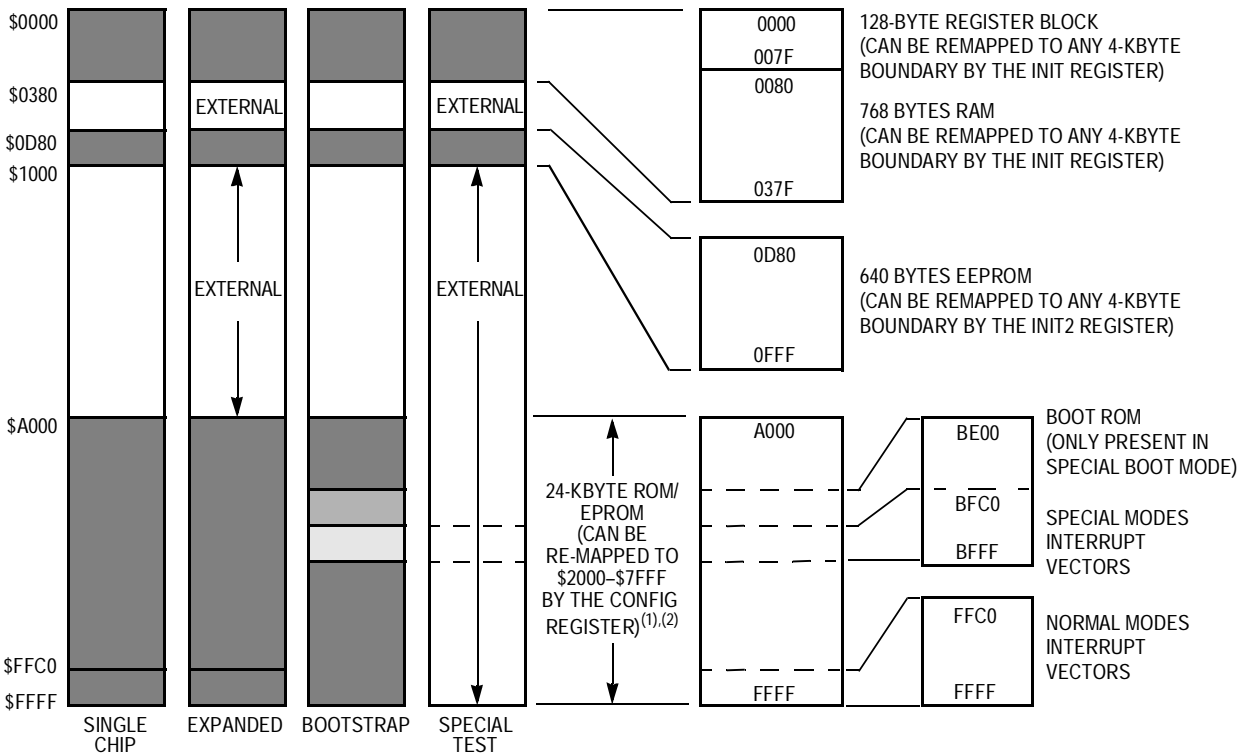 $0000
$0380
$0D80
$1000
$A000
$FFC0
$FFFF
EXTERNAL
EXTERNAL
EXTERNAL
EXTERNAL
SINGLE
CHIP
EXPANDED
BOOTSTRAP
SPECIAL
TEST
0000
007F
0080
037F
128-BYTE REGISTER BLOCK
(CAN BE REMAPPED TO ANY 4-KBYTE
BOUNDARY BY THE INIT REGISTER)
768 BYTES RAM
(CAN BE REMAPPED TO ANY 4-KBYTE
BOUNDARY BY THE INIT REGISTER)
0D80
0FFF
640 BYTES EEPROM
(CAN BE REMAPPED TO ANY 4-KBYTE
BOUNDARY BY THE INIT2 REGISTER)
24-KBYTE ROM/
EPROM
(CAN BE
RE-MAPPED TO
$2000–$7FFF
BY THE CONFIG
REGISTER)(1),(2)
A000
FFFF
BE00
BFC0
BFFF
BOOT ROM
(ONLY PRESENT IN
SPECIAL BOOT MODE)
SPECIAL MODES
INTERRUPT
VECTORS
FFC0
FFFF
NORMAL MODES
INTERRUPT
VECTORS